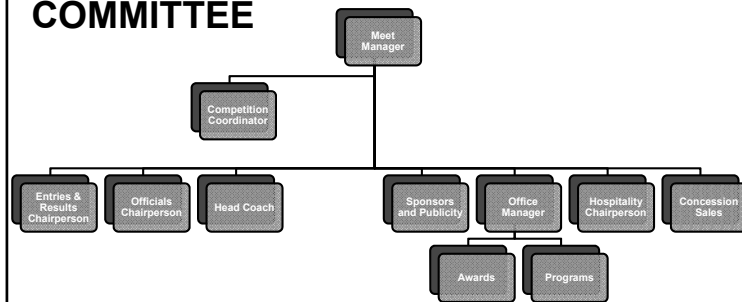 COMMITTEE
Meet
Manager
Competition
Coordinator
Entries &
Results
Chairperson
Officials
Chairperson
Head Coach
Sponsors
and Publicity
Office
Manager
Hospitality
Chairperson
Concession
Sales
Awards
Programs